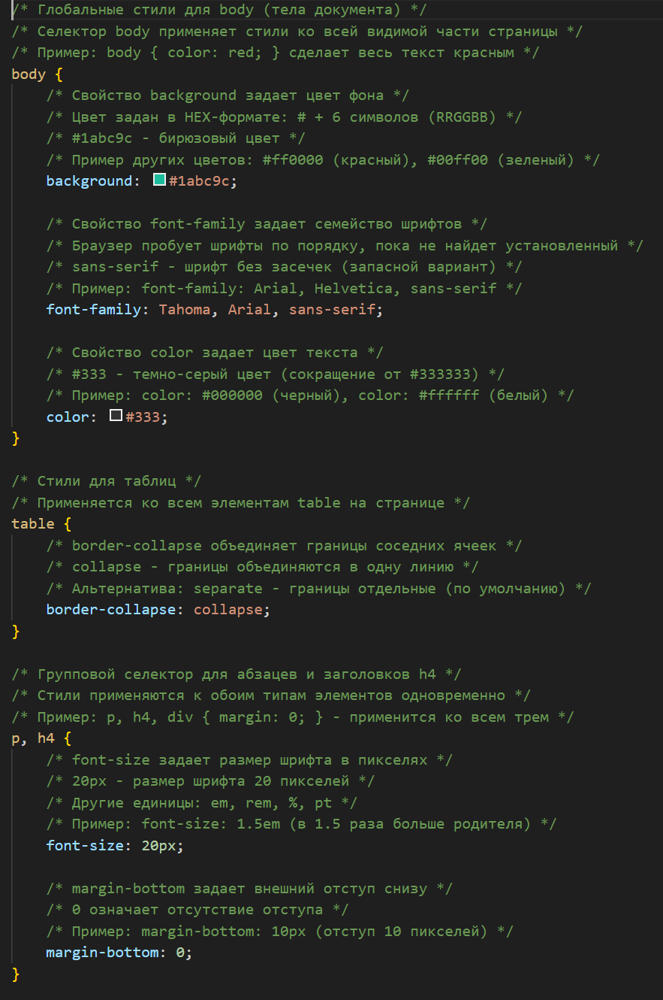 /* Глобальные стили для body (тела документа) */
/* Селектор body применяет стили ко всей видимой части страницы */
/* Пример: body { color: red; } сделает весь текст красным */
body {
    /* Свойство background задает цвет фона */
    /* Цвет задан в HEX-формате: # + 6 символов (RRGGBB) */
    /* #1abc9c - бирюзовый цвет */
    /* Пример других цветов: #ff0000 (красный), #00ff00 (зеленый) */
    background: #1abc9c;

    /* Свойство font-family задает семейство шрифтов */
    /* Браузер пробует шрифты по порядку, пока не найдет установленный */
    /* sans-serif - шрифт без засечек (запасной вариант) */
    /* Пример: font-family: Arial, Helvetica, sans-serif */
    font-family: Tahoma, Arial, sans-serif;

    /* Свойство color задает цвет текста */
    /* #333 - темно-серый цвет (сокращение от #333333) */
    /* Пример: color: #000000 (черный), color: #ffffff (белый) */
    color: #333;
}

/* Стили для таблиц */
/* Применяется ко всем элементам table на странице */
table {
    /* border-collapse объединяет границы соседних ячеек */
    /* collapse - границы объединяются в одну линию */
    /* Альтернатива: separate - границы отдельные (по умолчанию) */
    border-collapse: collapse;
}

/* Групповой селектор для абзацев и заголовков h4 */
/* Стили применяются к обоим типам элементов одновременно */
/* Пример: p, h4, div { margin: 0; } - применится ко всем трем */
p, h4 {
    /* font-size задает размер шрифта в пикселях */
    /* 20px - размер шрифта 20 пикселей */
    /* Другие единицы: em, rem, %, pt */
    /* Пример: font-size: 1.5em (в 1.5 раза больше родителя) */
    font-size: 20px;

    /* margin-bottom задает внешний отступ снизу */
    /* 0 означает отсутствие отступа */
    /* Пример: margin-bottom: 10px (отступ 10 пикселей) */
    margin-bottom: 0;
}